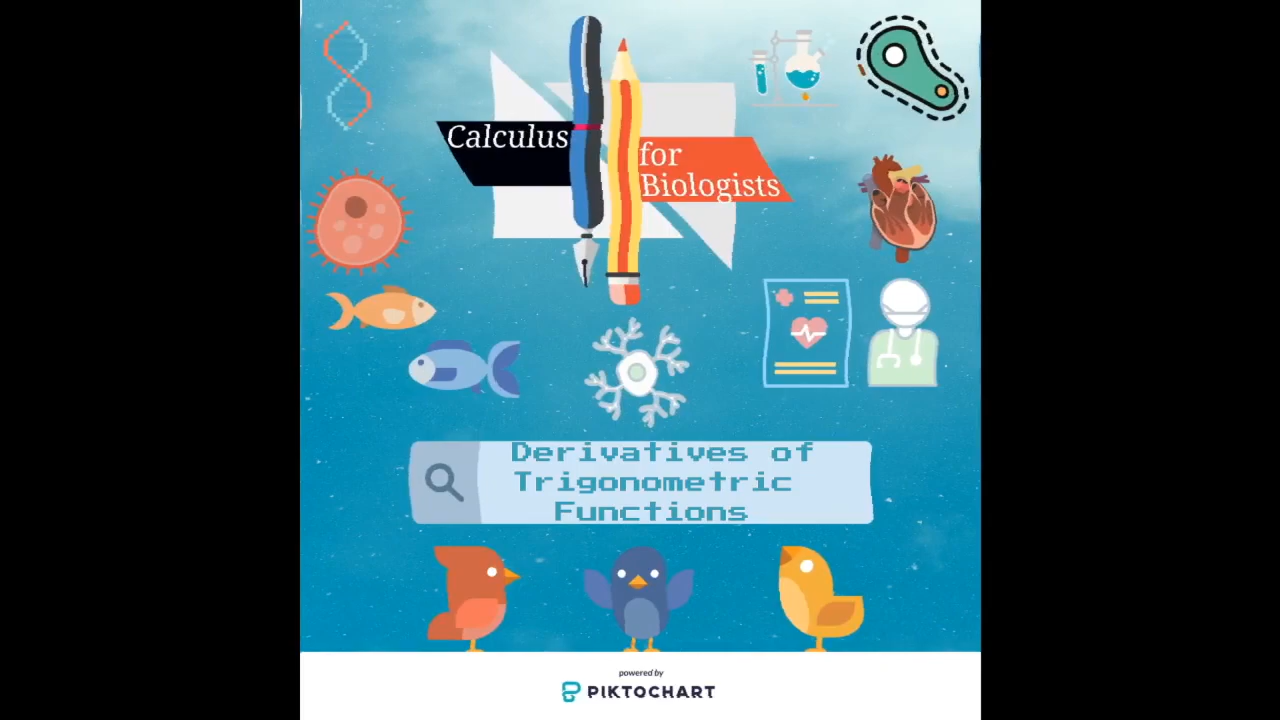 Calculus
for
Biologists
Derivatives of
Trigonometric
Functions
powered by
PIKTOCHART